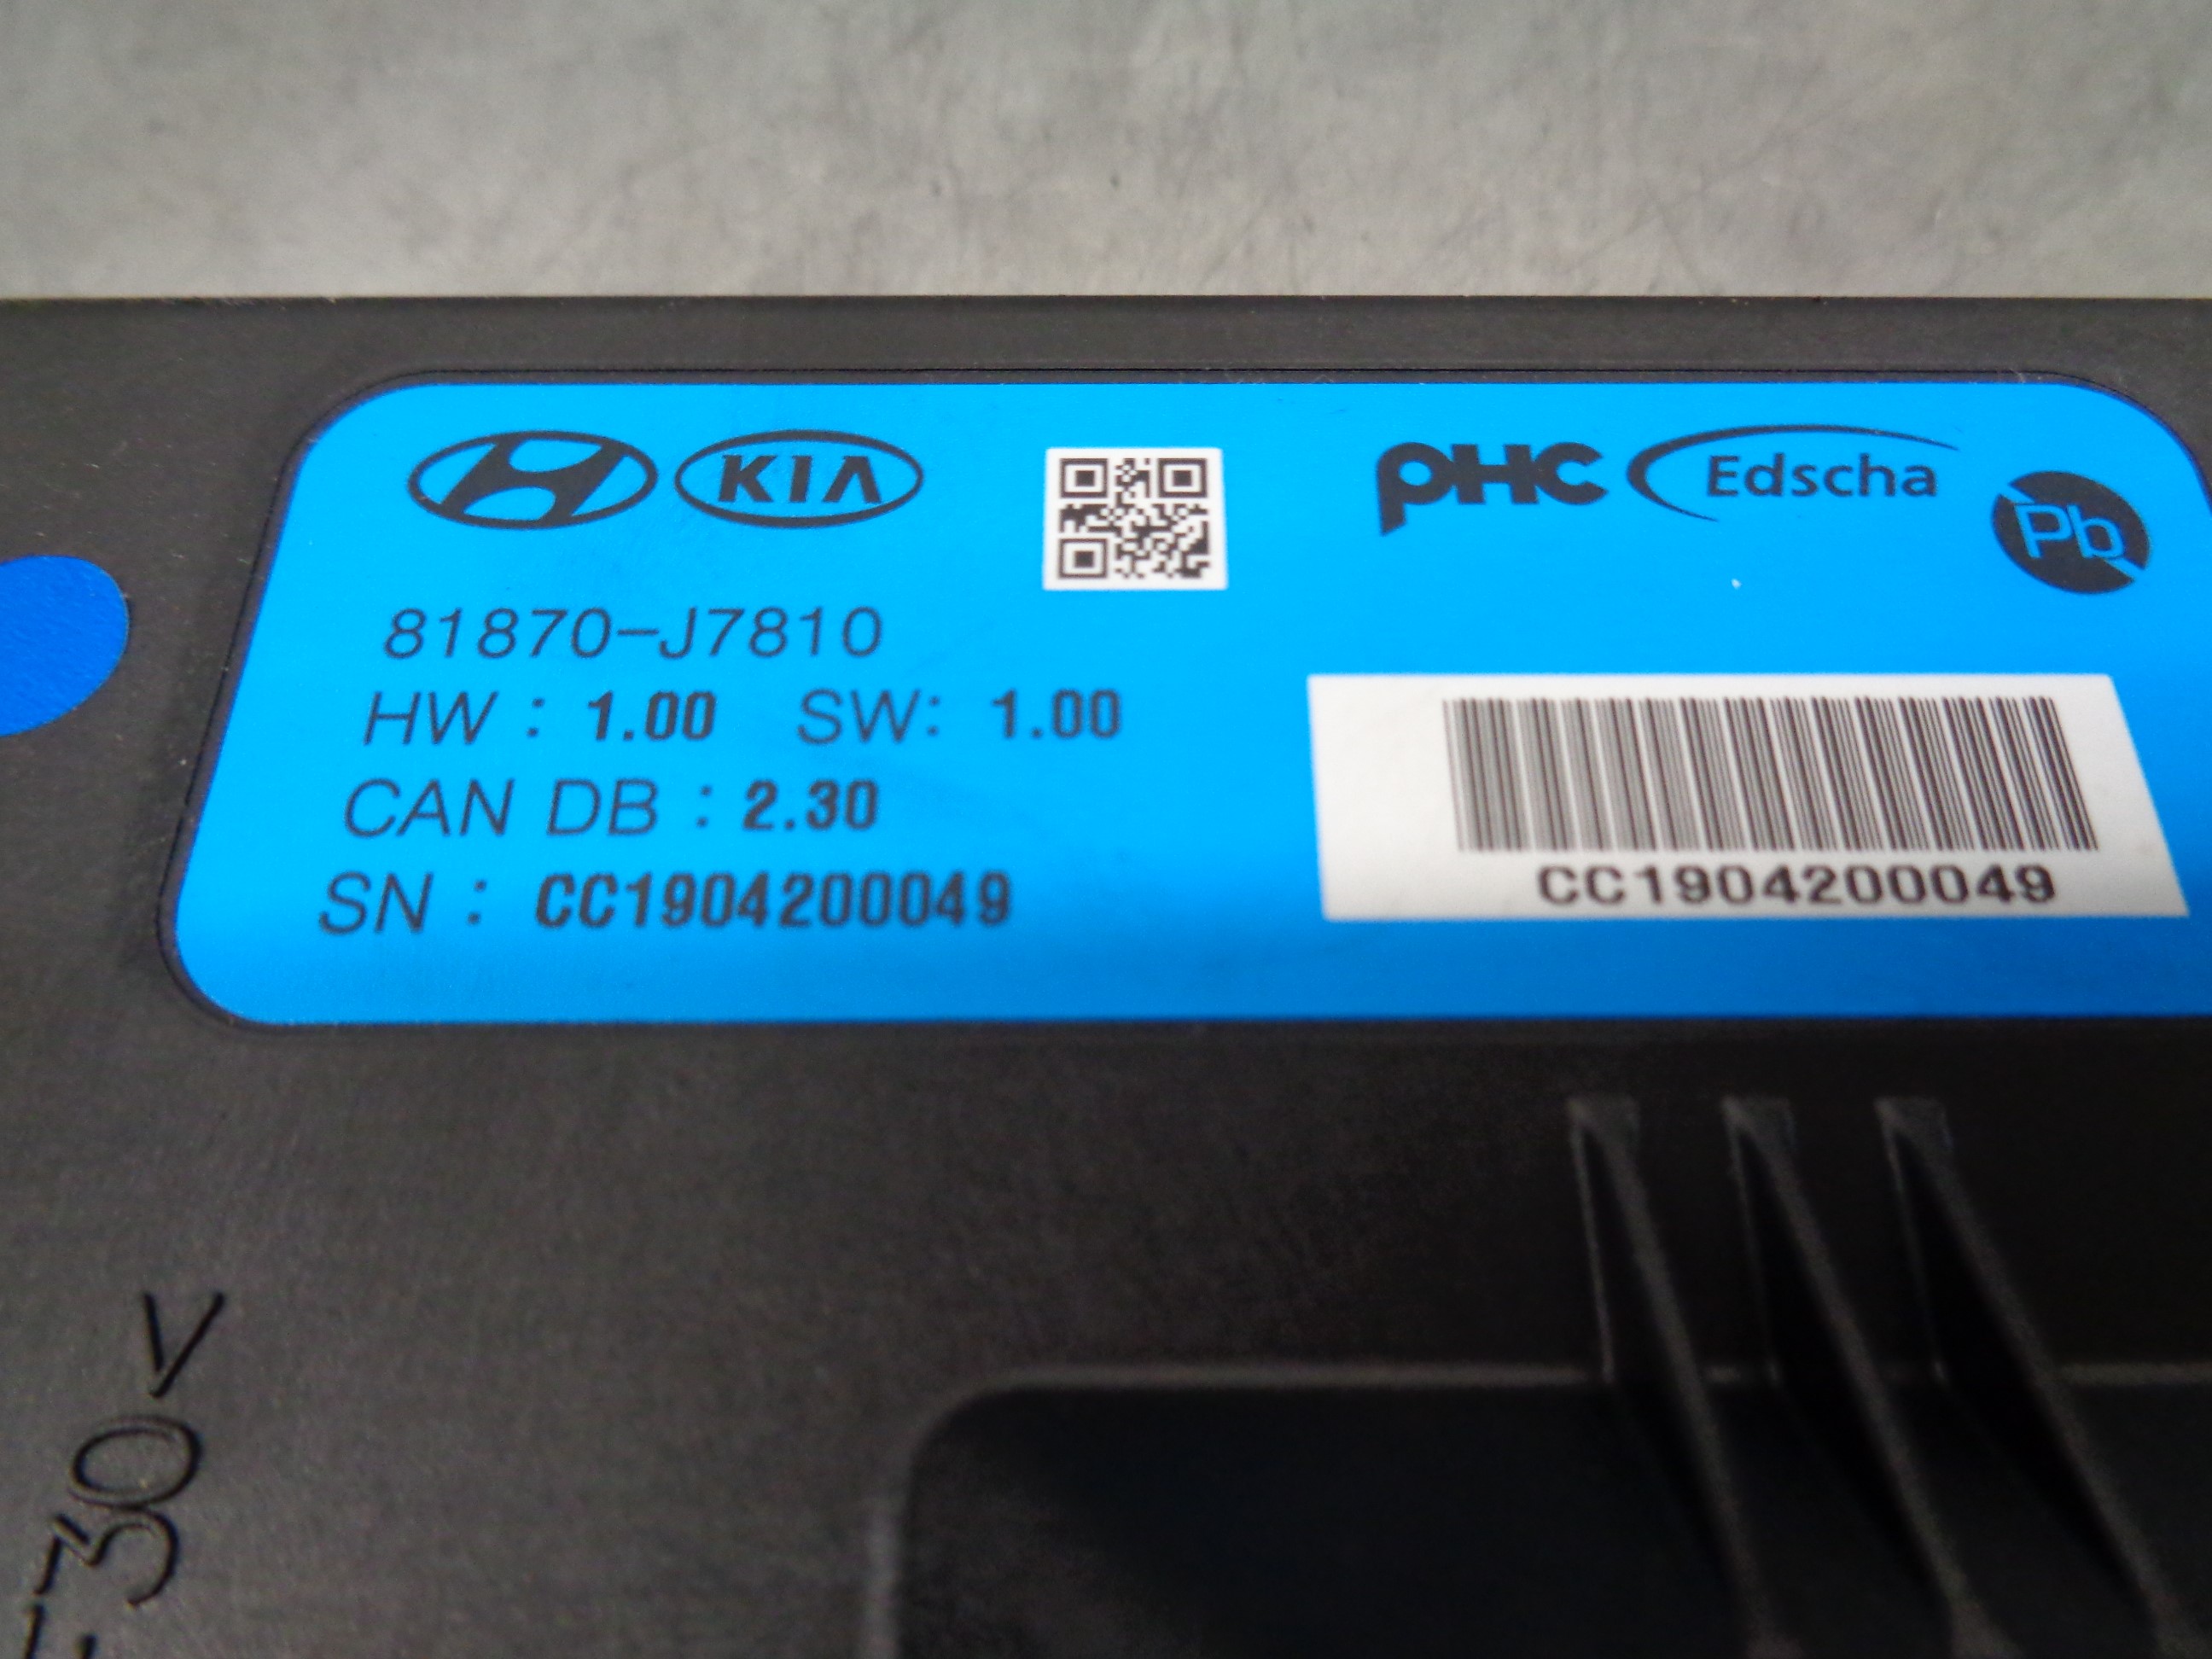 KIA
PHC Edscha
Pb
81870-J7810
HW : 1.00 SW: 1.00
CAN DB : 2.30
SN : CC1904200049
CC1904200049
F30<